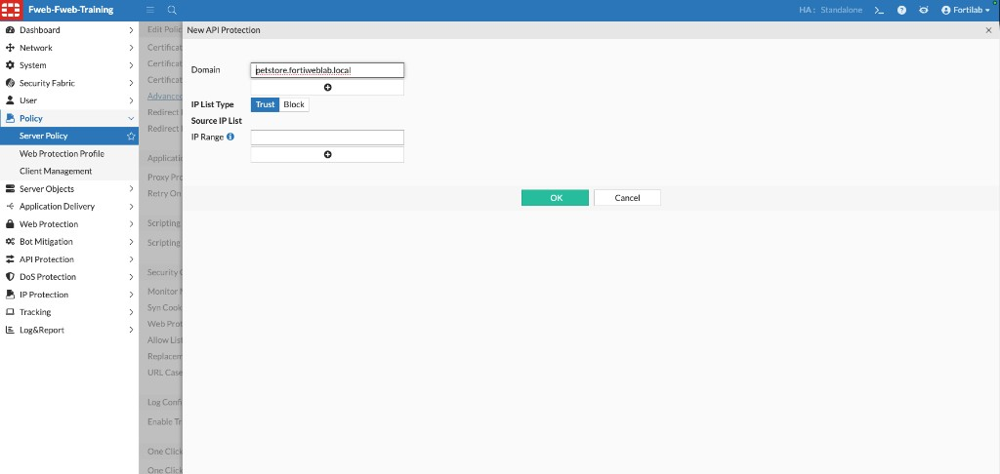 Fweb-Fweb-Training
HA: Standalone
Fortilab
Dashboard
Network
System
Security Fabric
User
Policy
Server Policy
Web Protection Profile
Client Management
Server Objects
Application Delivery
Web Protection
Bot Mitigation
API Protection
DoS Protection
IP Protection
Tracking
Log&Report
Edit Polic
Certificat
Certificat
Certificat
Advanced
Redirect
Redirect
Applicati
Proxy Pro
Retry On
Scripting
Scripting
Security
Monitor
Syn Cook
Web Prot
Allow List
Replacem
URL Case
Log Confi
Enable Tr
One Click
One Click
New API Protection
Domain
petstore.fortiweblab.local
IP List Type
Trust Block
Source IP List
IP Range
OK Cancel